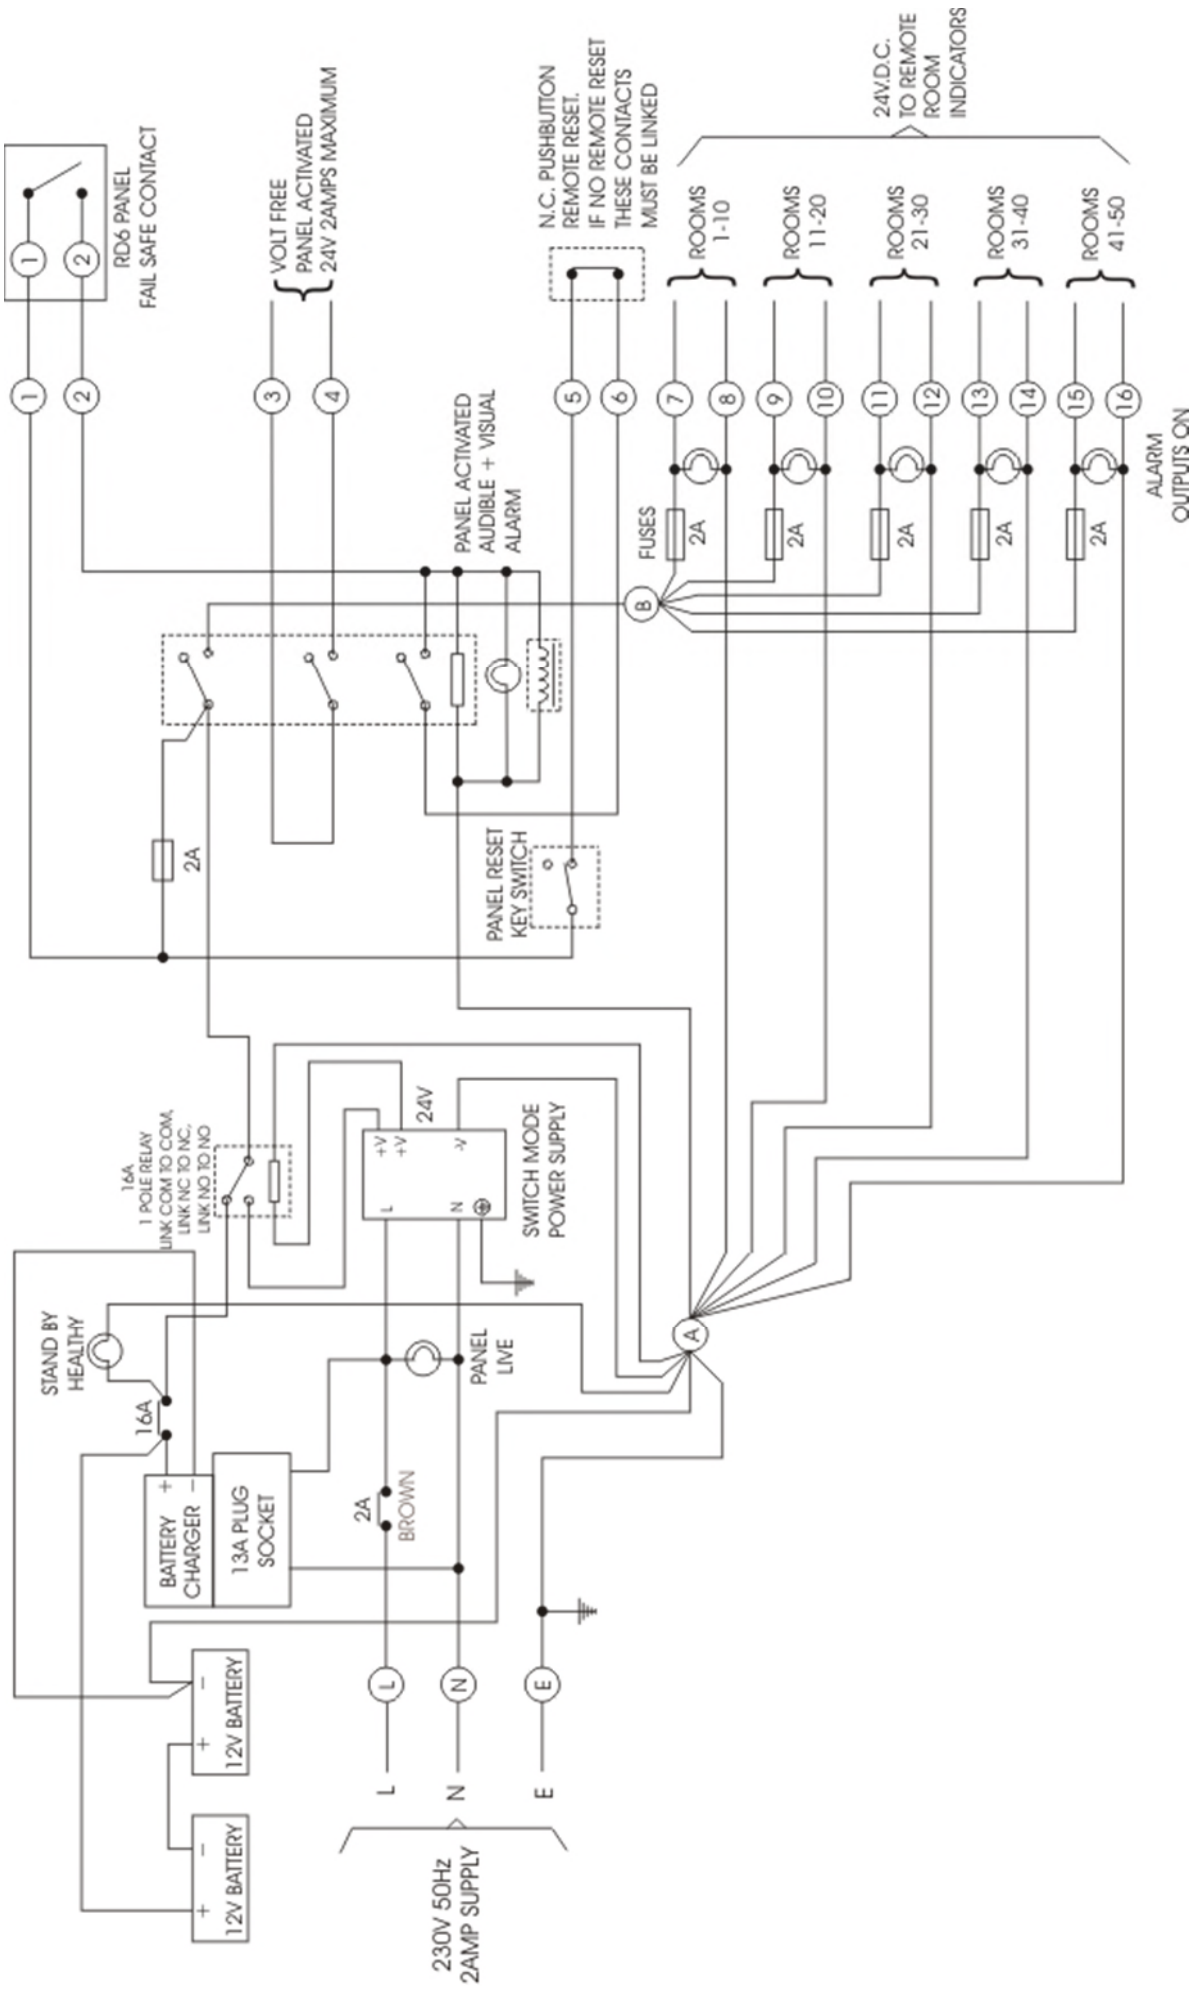 1
2
RD6 PANEL
FAIL SAFE CONTACT
1
2
VOLT FREE
PANEL ACTIVATED
24V 2AMPS MAXIMUM
3
4
N.C. PUSHBUTTON
REMOTE RESET.
IF NO REMOTE RESET
THESE CONTACTS
MUST BE LINKED
5
6
24V.D.C.
TO REMOTE
ROOM
INDICATORS
ROOMS
1-10
ROOMS
11-20
ROOMS
21-30
ROOMS
31-40
ROOMS
41-50
7
8
9
10
11
12
13
14
15
16
ALARM
OUTPUTS ON
FUSES
2A
2A
2A
2A
2A
B
PANEL ACTIVATED
AUDIBLE + VISUAL
ALARM
2A
PANEL RESET
KEY SWITCH
16A
1 POLE RELAY
LINK COM TO COM,
LINK NC TO NC,
LINK NO TO NO
24V
+V
+V
-V
L
N
SWITCH MODE
POWER SUPPLY
STAND BY
HEALTHY
16A
PANEL
LIVE
A
+
−
BATTERY
CHARGER
13A PLUG
SOCKET
2A
BROWN
−
+
12V BATTERY
−
+
12V BATTERY
L
N
E
L
N
E
230V 50Hz
2AMP SUPPLY